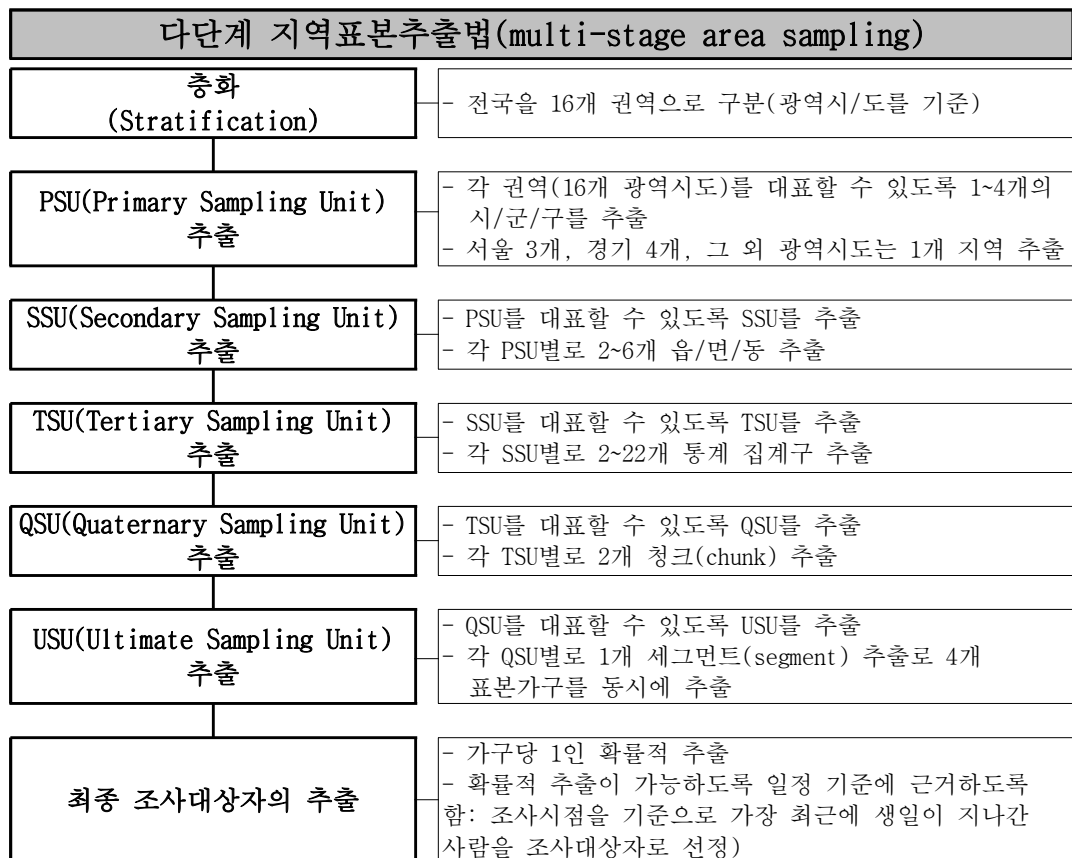 다단계 지역표본추출법(multi-stage area sampling)
층화
(Stratification)
- 전국을 16개 권역으로 구분(광역시/도를 기준)
PSU(Primary Sampling Unit)
추출
- 각 권역(16개 광역시도)를 대표할 수 있도록 1~4개의
시/군/구를 추출
- 서울 3개, 경기 4개, 그 외 광역시도는 1개 지역 추출
SSU(Secondary Sampling Unit)
추출
- PSU를 대표할 수 있도록 SSU를 추출
- 각 PSU별로 2~6개 읍/면/동 추출
TSU(Tertiary Sampling Unit)
추출
- SSU를 대표할 수 있도록 TSU를 추출
- 각 SSU별로 2~22개 통계 집계구 추출
QSU(Quaternary Sampling Unit)
추출
- TSU를 대표할 수 있도록 QSU를 추출
- 각 TSU별로 2개 청크(chunk) 추출
USU(Ultimate Sampling Unit)
추출
- QSU를 대표할 수 있도록 USU를 추출
- 각 QSU별로 1개 세그먼트(segment) 추출로 4개
표본가구를 동시에 추출
최종 조사대상자의 추출
- 가구당 1인 확률적 추출
- 확률적 추출이 가능하도록 일정 기준에 근거하도록
함: 조사시점을 기준으로 가장 최근에 생일이 지나간
사람을 조사대상자로 선정)